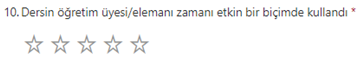 10. Dersin öğretim üyesi/elemanı zamanı etkin bir biçimde kullandı *